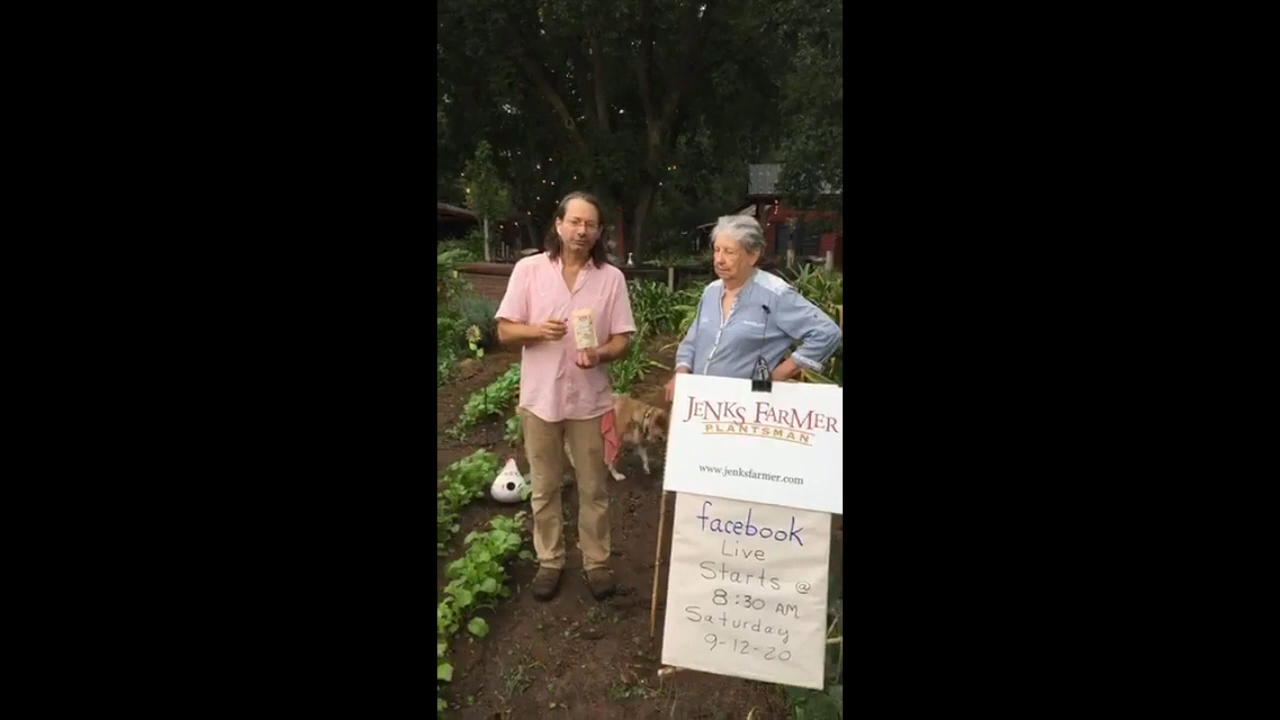 JENKS FARMER
PLANTSMAN
www.jenksfarmer.com
facebook
Live
Starts @
8:30 AM
Saturday
9-12-20